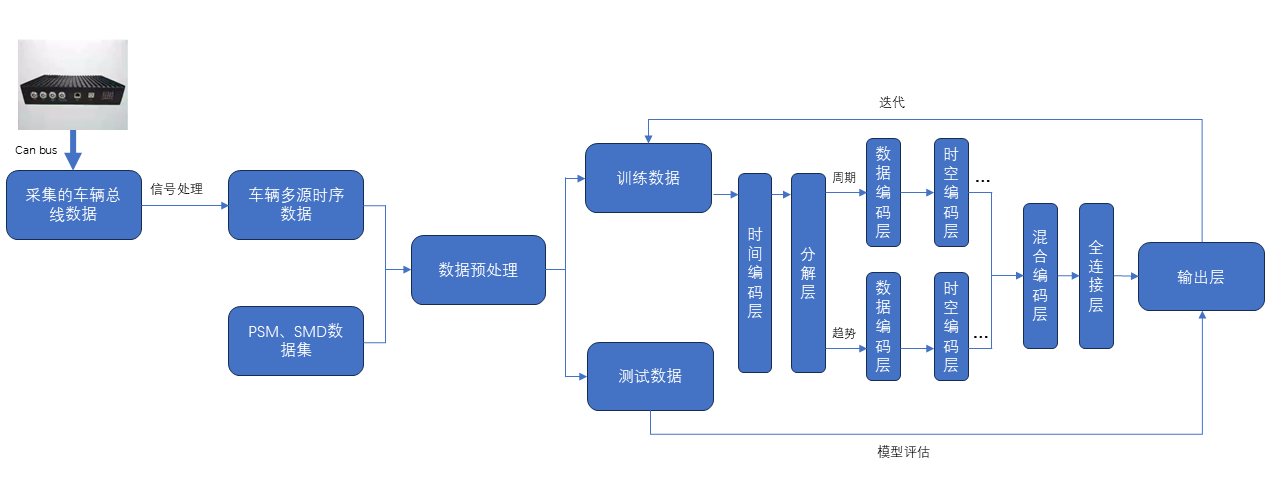 Can bus
采集的车辆总
线数据
信号处理
车辆多源时序
数据
PSM、SMD数
据集
数据预处理
训练数据
测试数据
时间编码层
分解层
周期
数据编码层
时空编码层
...
趋势
数据编码层
时空编码层
...
混合编码层
全连接层
输出层
迭代
模型评估